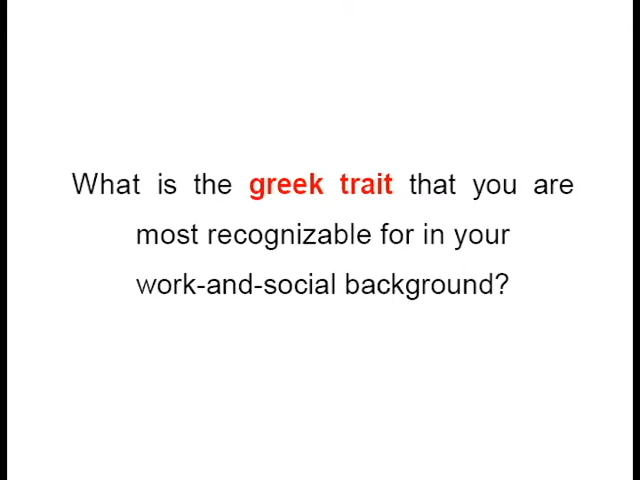 What is the greek trait that you are
most recognizable for in your
work-and-social background?